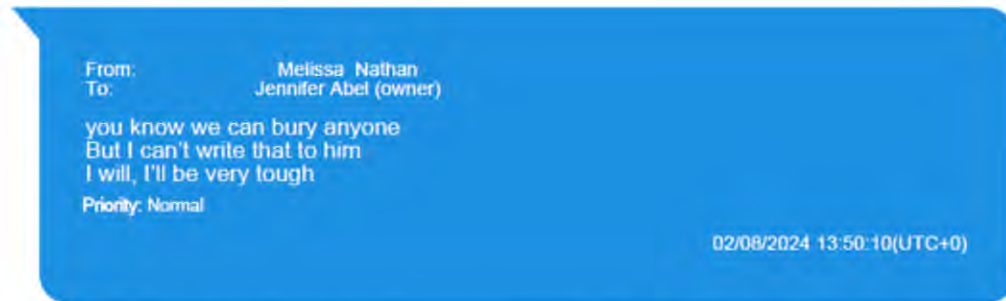 From: Melissa Nathan
To: Jennifer Abel (owner)
you know we can bury anyone
But I can't write that to him
I will, I'll be very tough
Priority: Normal
02/08/2024 13:50:10(UTC+0)